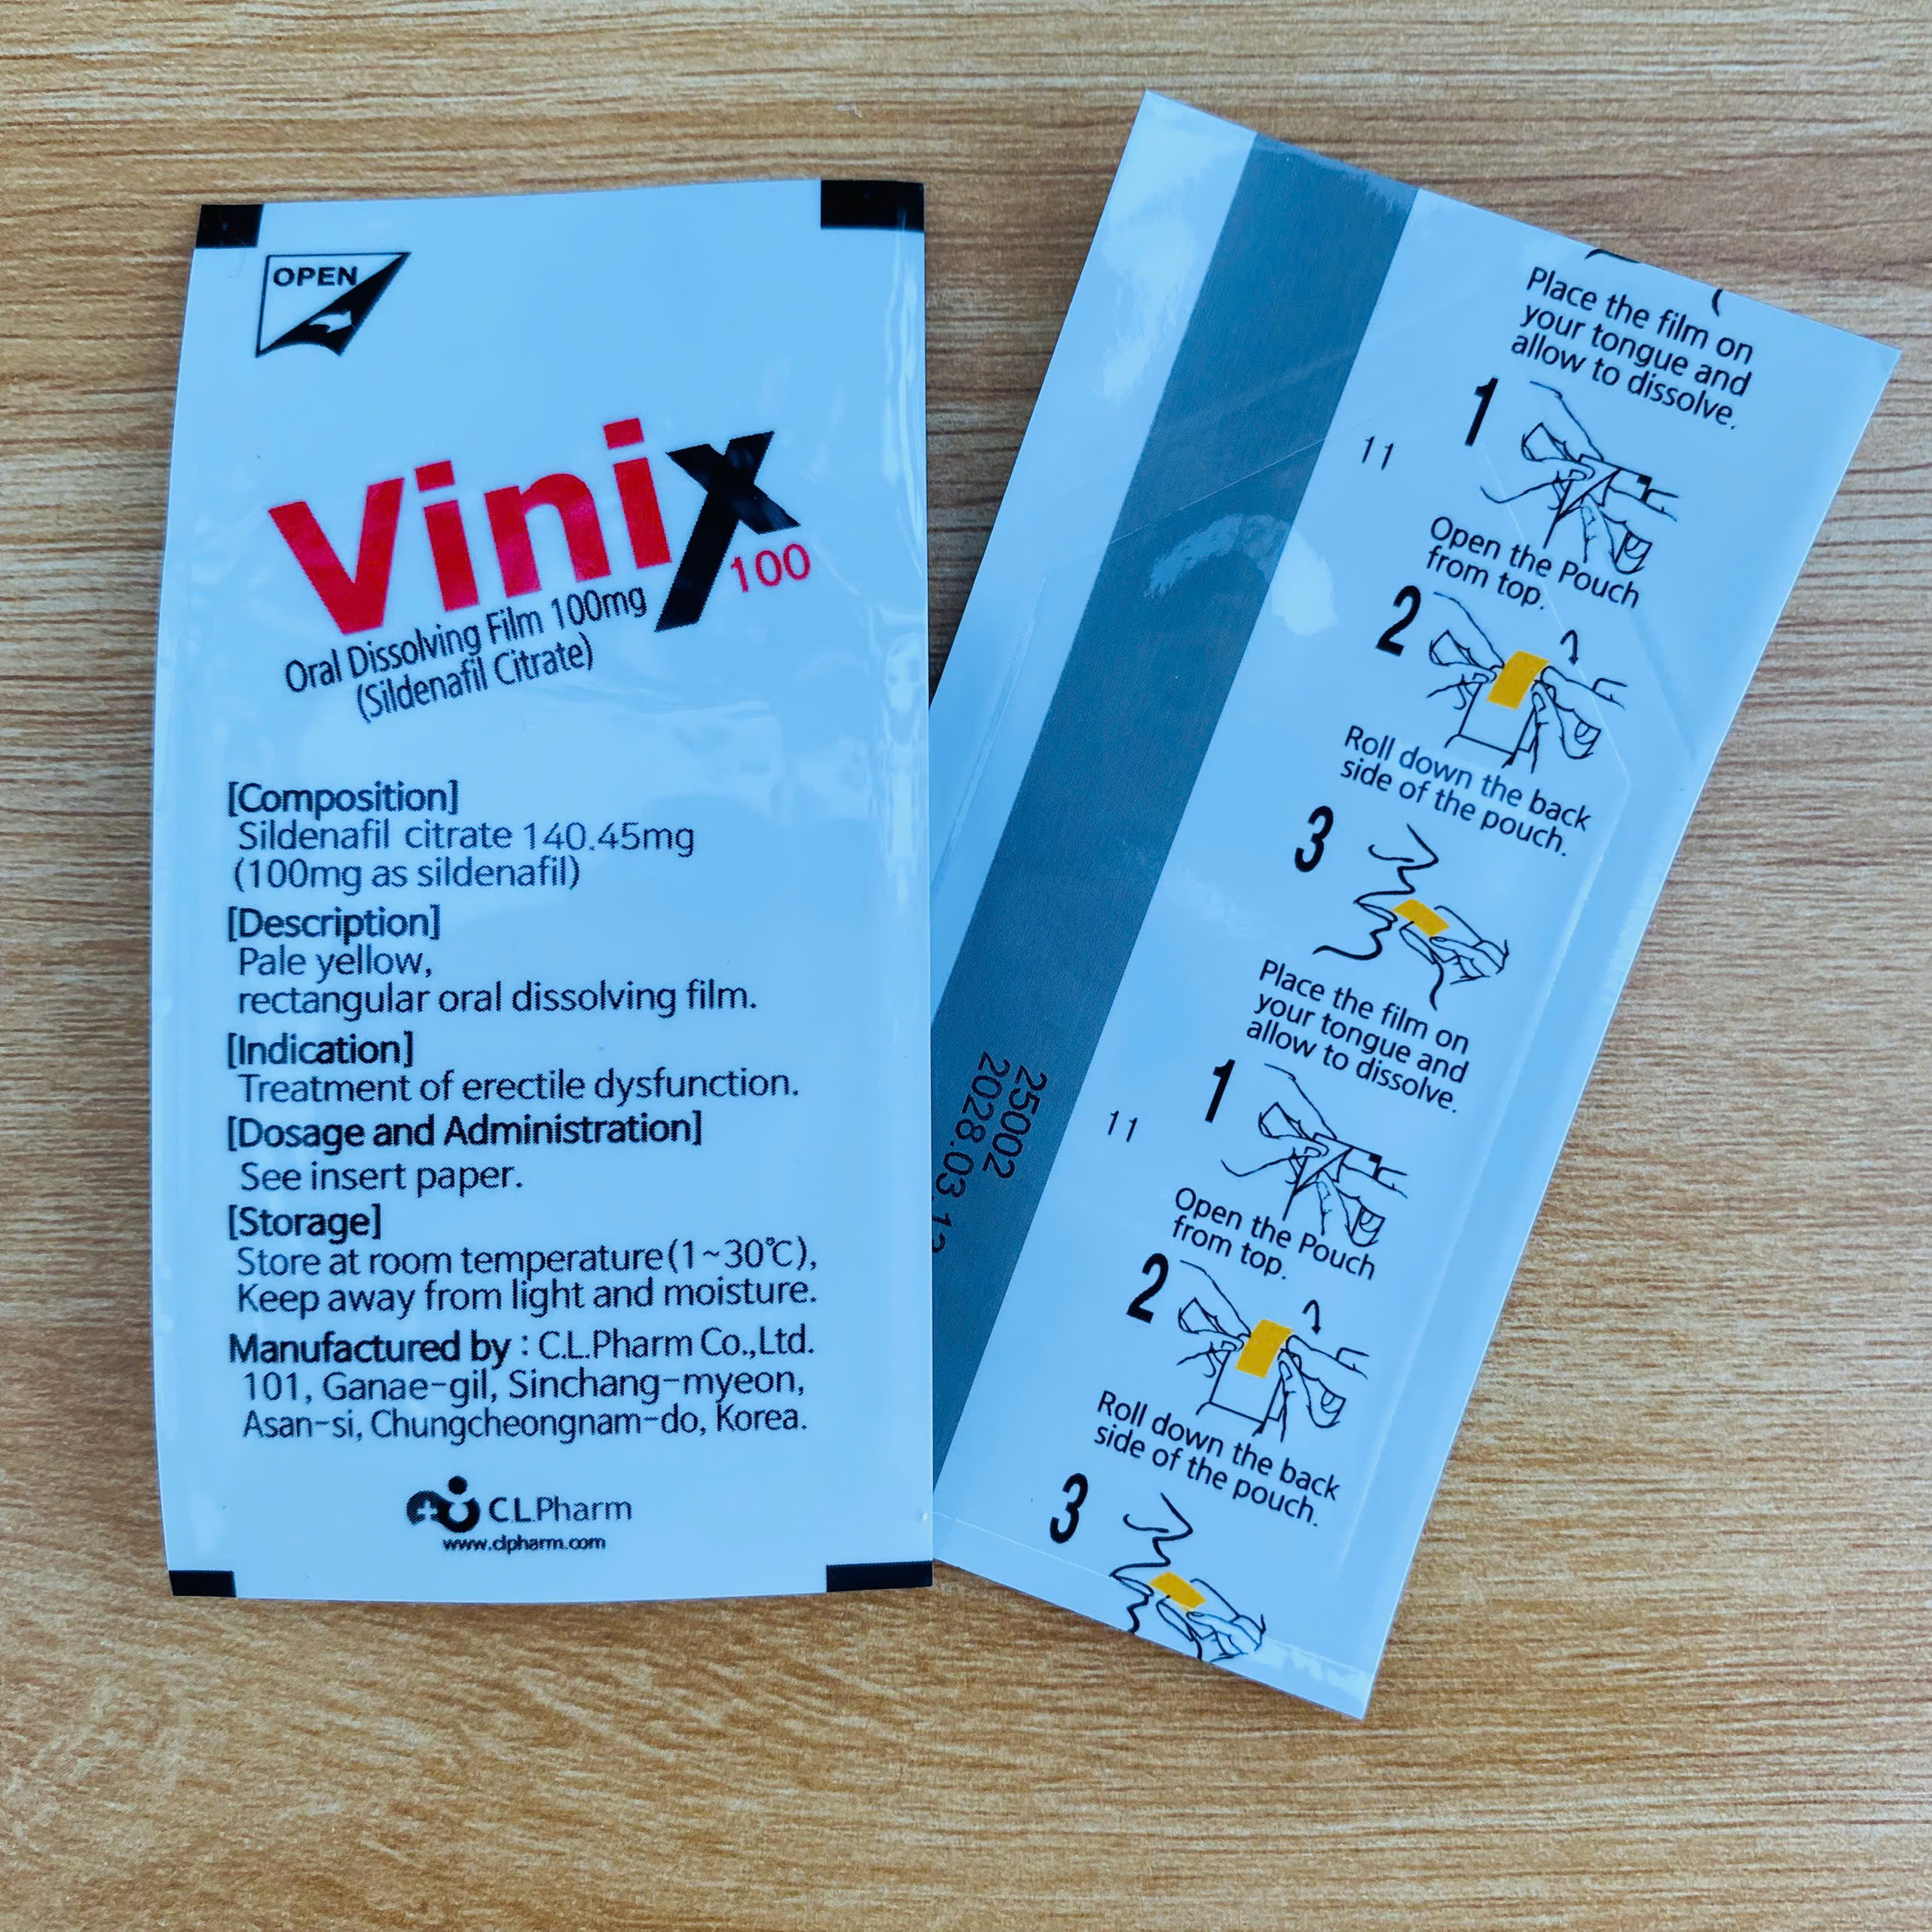 OPEN
Vinix
100
Oral Dissolving Film 100mg
(Sildenafil Citrate)
[Composition]
Sildenafil citrate 140.45mg
(100mg as sildenafil)
[Description]
Pale yellow,
rectangular oral dissolving film.
[Indication]
Treatment of erectile dysfunction.
[Dosage and Administration]
See insert paper.
[Storage]
Store at room temperature(1~30℃),
Keep away from light and moisture.
Manufactured by : C.L.Pharm Co.,Ltd.
101, Ganae-gil, Sinchang-myeon,
Asan-si, Chungcheongnam-do, Korea.
C.L.Pharm
www.clpharm.com
Place the film on
your tongue and
allow to dissolve.
1
11
Open the Pouch
from top.
2
Roll down the back
side of the pouch.
3
Place the film on
your tongue and
allow to dissolve.
1
11
Open the Pouch
from top.
2
Roll down the back
side of the pouch.
3
25002
2028.03